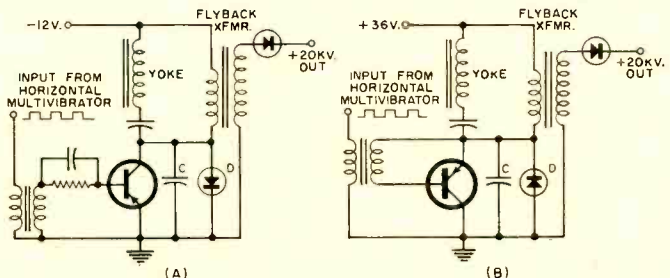 -12V.
FLYBACK
XFMR.
YOKE
+20KV.
OUT
INPUT FROM
HORIZONTAL
MULTIVIBRATOR
C
D
(A)
+36V.
FLYBACK
XFMR.
YOKE
+20KV.
OUT
INPUT FROM
HORIZONTAL
MULTIVIBRATOR
C
D
(B)